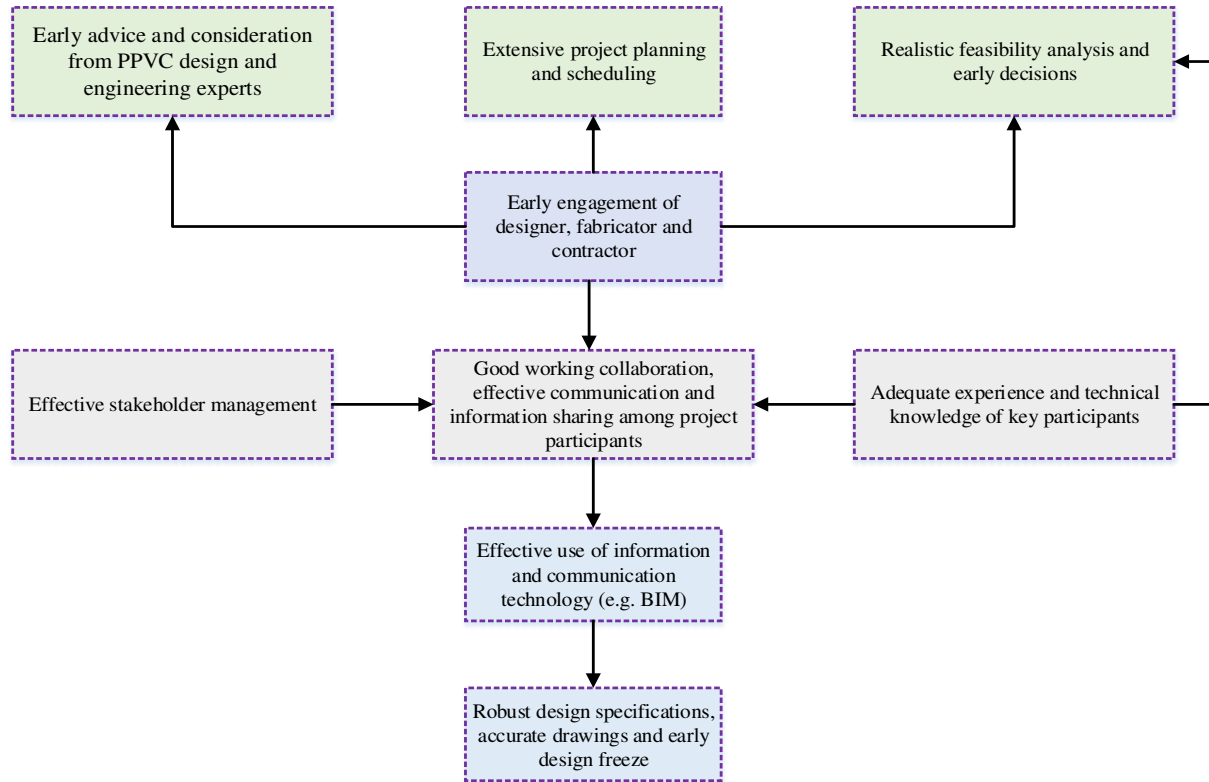 Early advice and consideration
from PPVC design and
engineering experts
Extensive project planning
and scheduling
Realistic feasibility analysis and
early decisions
Early engagement of
designer, fabricator and
contractor
Effective stakeholder management
Good working collaboration,
effective communication and
information sharing among project
participants
Adequate experience and technical
knowledge of key participants
Effective use of information
and communication
technology (e.g. BIM)
Robust design specifications,
accurate drawings and early
design freeze